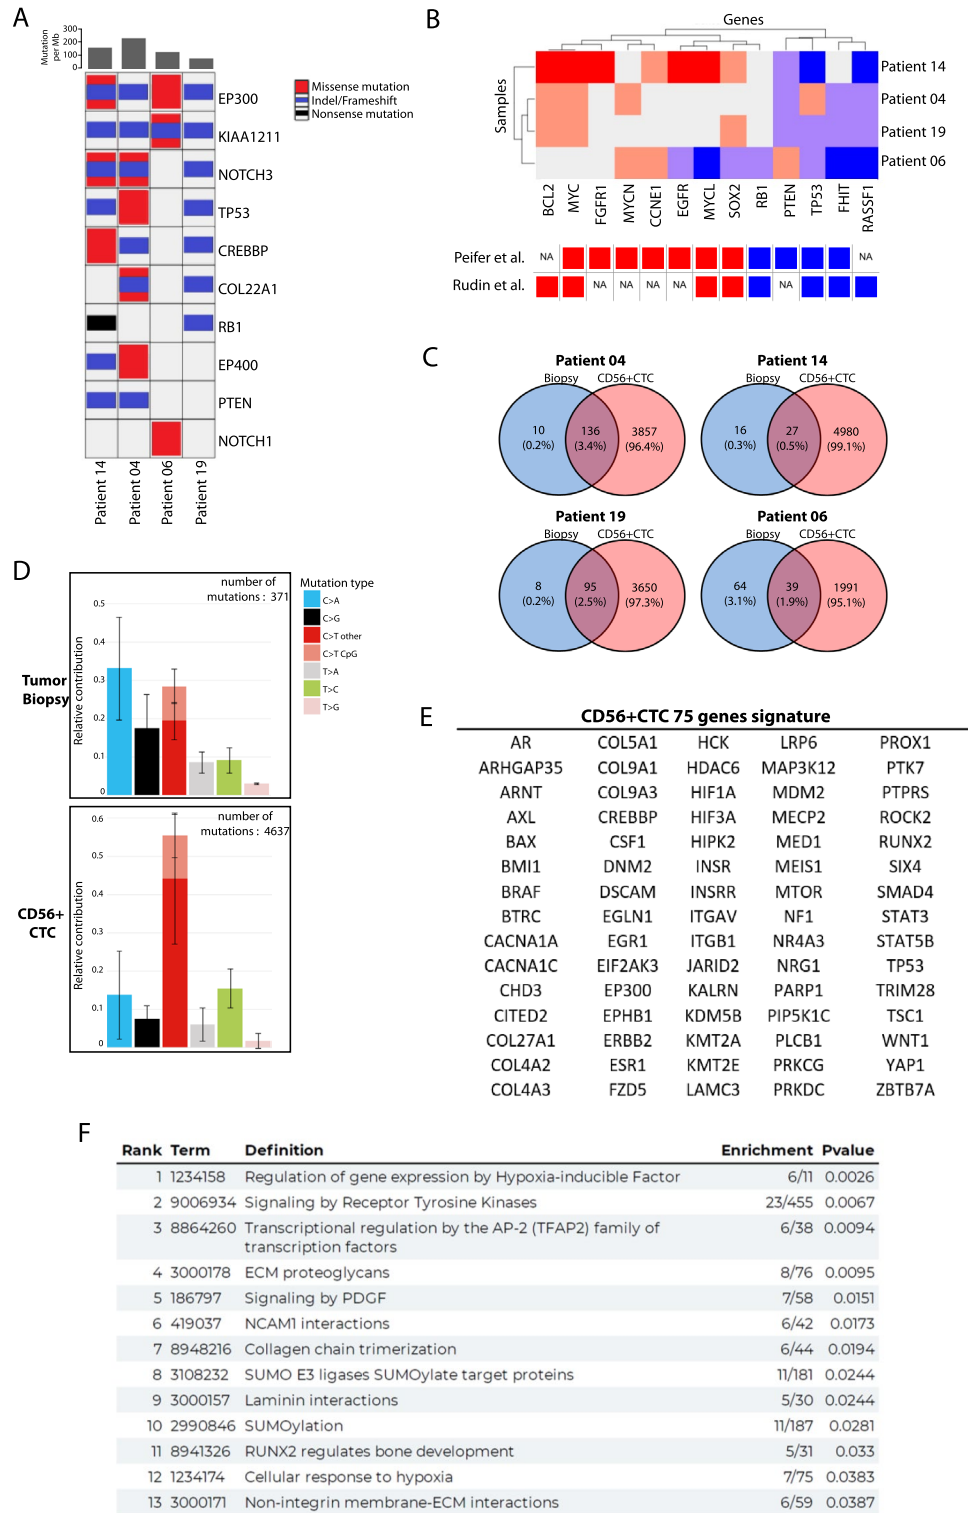 A
Mutation
per Mb
300
200
100
0
Missense mutation
Indel/Frameshift
Nonsense mutation
EP300
KIAA1211
NOTCH3
TP53
CREBBP
COL22A1
RB1
EP400
PTEN
NOTCH1
Patient 14
Patient 04
Patient 06
Patient 19
B
Genes
Samples
Patient 14
Patient 04
Patient 19
Patient 06
BCL2
MYC
FGFR1
MYCN
CCNE1
EGFR
MYCL
SOX2
RB1
PTEN
TP53
FHIT
RASSF1
Peifer et al. NA NA
Rudin et al. NA NA NA NA NA
C
Patient 04
Biopsy CD56+CTC
10 136 3857
(0.2%) (3.4%) (96.4%)
Patient 14
Biopsy CD56+CTC
16 27 4980
(0.3%) (0.5%) (99.1%)
Patient 19
Biopsy CD56+CTC
8 95 3650
(0.2%) (2.5%) (97.3%)
Patient 06
Biopsy CD56+CTC
64 39 1991
(3.1%) (1.9%) (95.1%)
D
Tumor
Biopsy
Relative contribution
number of
mutations : 371
0.5
0.4
0.3
0.2
0.1
0
Mutation type
C>A
C>G
C>T other
C>T CpG
T>A
T>C
T>G
CD56+
CTC
Relative contribution
number of
mutations : 4637
0.6
0.5
0.4
0.3
0.2
0.1
0
E
CD56+CTC 75 genes signature
AR COL5A1 HCK LRP6 PROX1
ARHGAP35 COL9A1 HDAC6 MAP3K12 PTK7
ARNT COL9A3 HIF1A MDM2 PTPRS
AXL CREBBP HIF3A MECP2 ROCK2
BAX CSF1 HIPK2 MED1 RUNX2
BMI1 DNM2 INSR MEIS1 SIX4
BRAF DSCAM INSRR MTOR SMAD4
BTRC EGLN1 ITGAV NF1 STAT3
CACNA1A EGR1 ITGB1 NR4A3 STAT5B
CACNA1C EIF2AK3 JARID2 NRG1 TP53
CHD3 EP300 KALRN PARP1 TRIM28
CITED2 EPHB1 KDM5B PIP5K1C TSC1
COL27A1 ERBB2 KMT2A PLCB1 WNT1
COL4A2 ESR1 KMT2E PRKCG YAP1
COL4A3 FZD5 LAMC3 PRKDC ZBTB7A
F
Rank Term Definition Enrichment Pvalue
1 1234158 Regulation of gene expression by Hypoxia-inducible Factor 6/11 0.0026
2 9006934 Signaling by Receptor Tyrosine Kinases 23/455 0.0067
3 8864260 Transcriptional regulation by the AP-2 (TFAP2) family of 6/38 0.0094
transcription factors
4 3000178 ECM proteoglycans 8/76 0.0095
5 186797 Signaling by PDGF 7/58 0.0151
6 419037 NCAM1 interactions 6/42 0.0173
7 8948216 Collagen chain trimerization 6/44 0.0194
8 3108232 SUMO E3 ligases SUMOylate target proteins 11/181 0.0244
9 3000157 Laminin interactions 5/30 0.0244
10 2990846 SUMOylation 11/187 0.0281
11 8941326 RUNX2 regulates bone development 5/31 0.033
12 1234174 Cellular response to hypoxia 7/75 0.0383
13 3000171 Non-integrin membrane-ECM interactions 6/59 0.0387